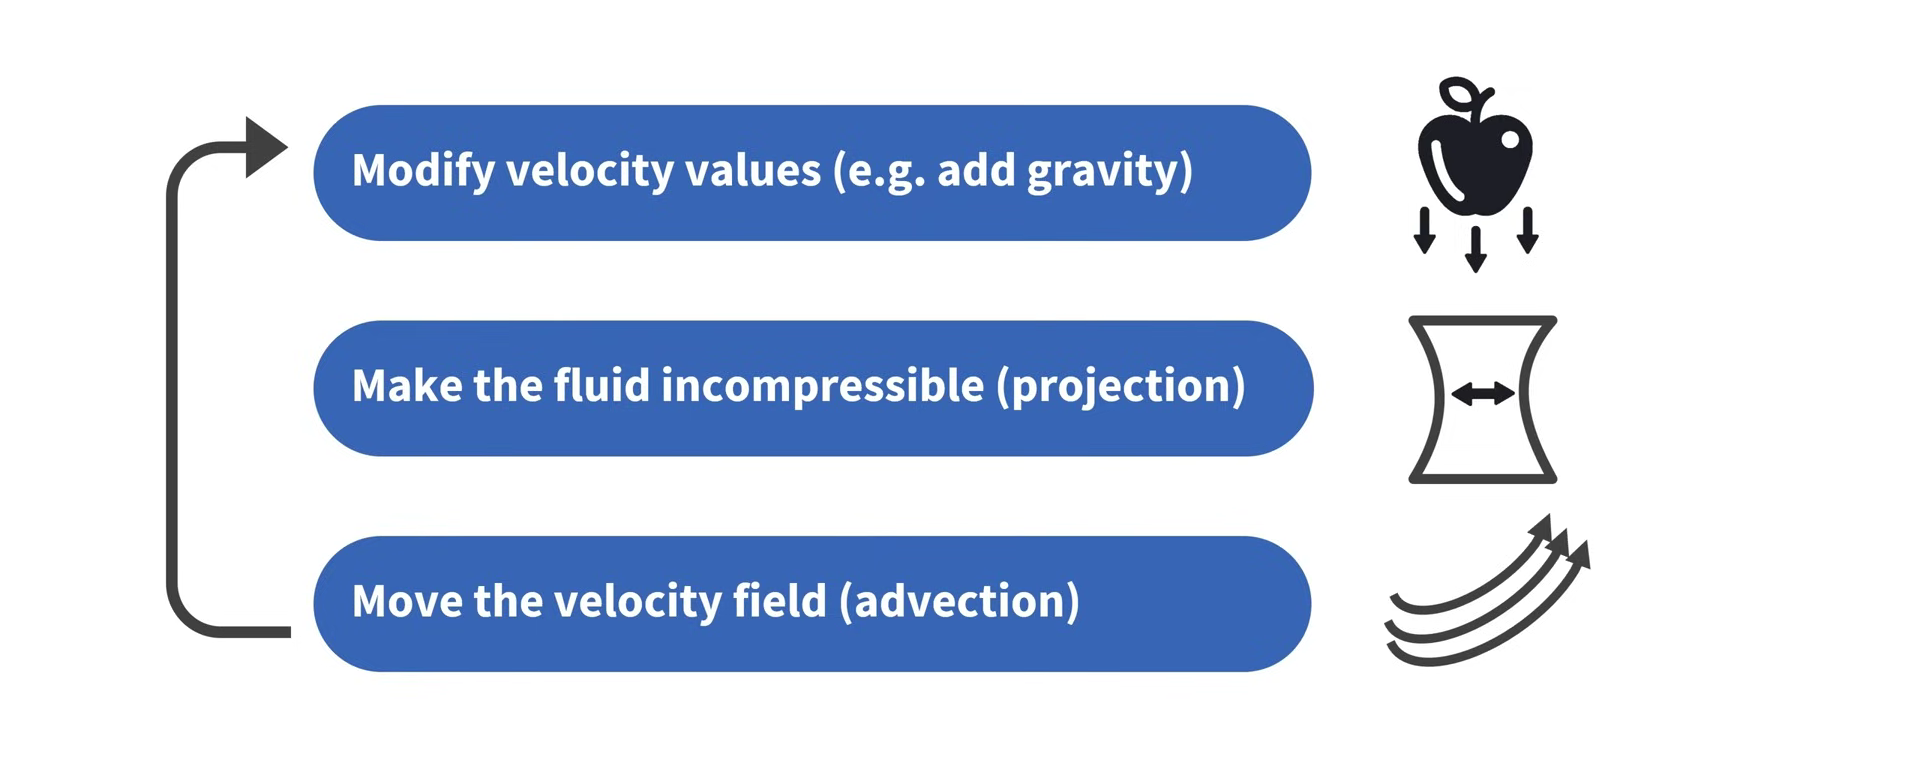 Modify velocity values (e.g. add gravity)
Make the fluid incompressible (projection)
Move the velocity field (advection)